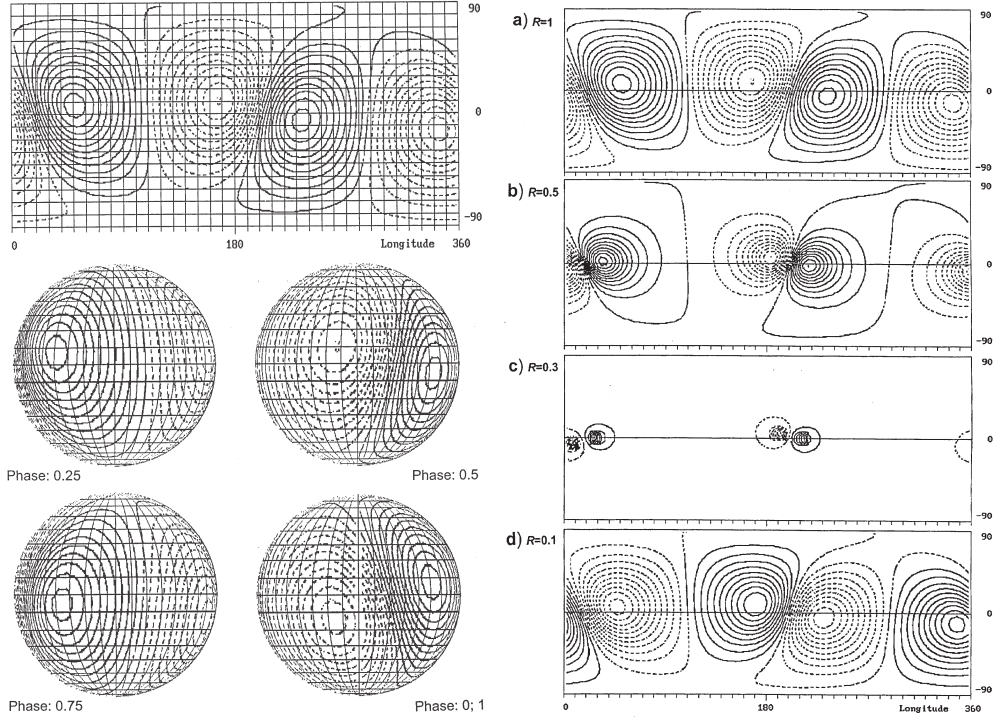 90
0
-90
0 180 Longitude 360
Phase: 0.25
Phase: 0.5
Phase: 0.75
Phase: 0; 1
a) R=1
90
0
-90
b) R=0.5
90
0
-90
c) R=0.3
90
0
-90
d) R=0.1
90
0
-90
0 180 Longitude 360